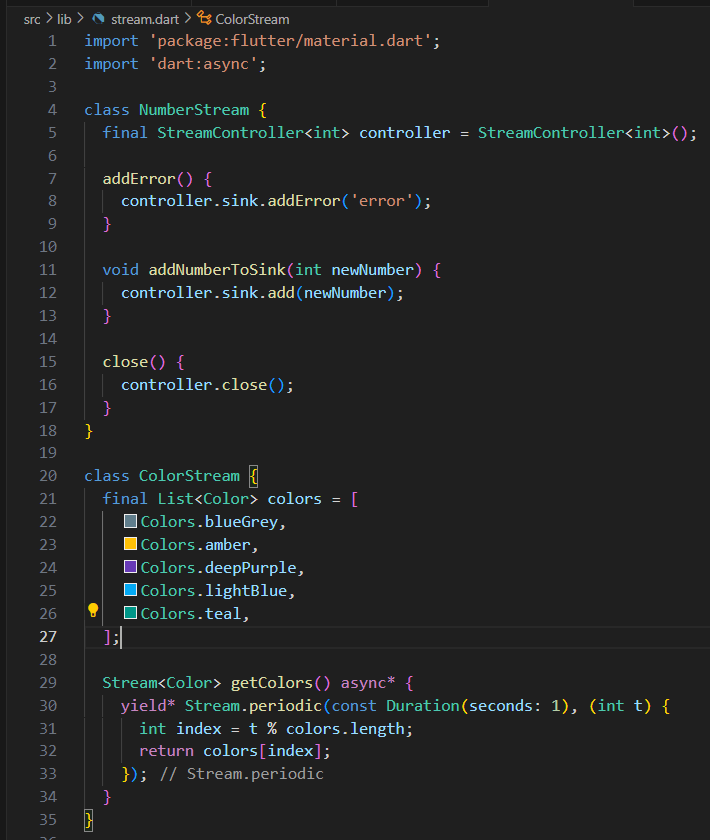 src > lib > stream.dart > ColorStream
1 import 'package:flutter/material.dart';
2 import 'dart:async';
3
4 class NumberStream {
5   final StreamController<int> controller = StreamController<int>();
6
7   addError() {
8     controller.sink.addError('error');
9   }
10
11   void addNumberToSink(int newNumber) {
12     controller.sink.add(newNumber);
13   }
14
15   close() {
16     controller.close();
17   }
18 }
19
20 class ColorStream {
21   final List<Color> colors = [
22     Colors.blueGrey,
23     Colors.amber,
24     Colors.deepPurple,
25     Colors.lightBlue,
26     Colors.teal,
27   ];
28
29   Stream<Color> getColors() async* {
30     yield* Stream.periodic(const Duration(seconds: 1), (int t) {
31       int index = t % colors.length;
32       return colors[index];
33     }); // Stream.periodic
34   }
35 }